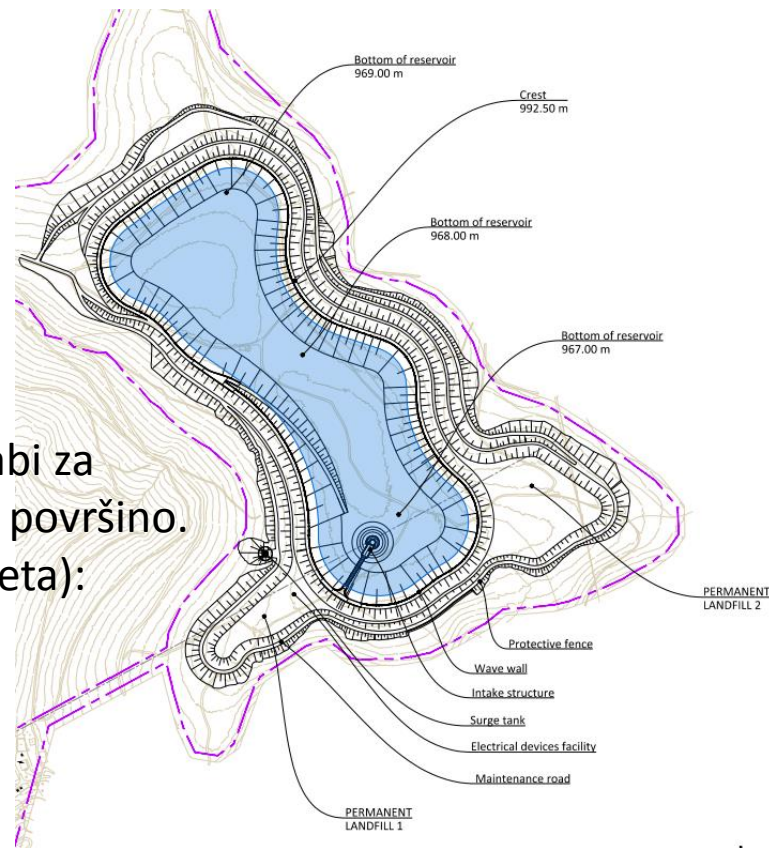 Bottom of reservoir
969.00 m
Crest
992.50 m
Bottom of reservoir
968.00 m
Bottom of reservoir
967.00 m
površino.
PERMANENT
LANDFILL 2
Protective fence
Wave wall
Intake structure
Surge tank
Electrical devices facility
Maintenance road
PERMANENT
LANDFILL 1
za